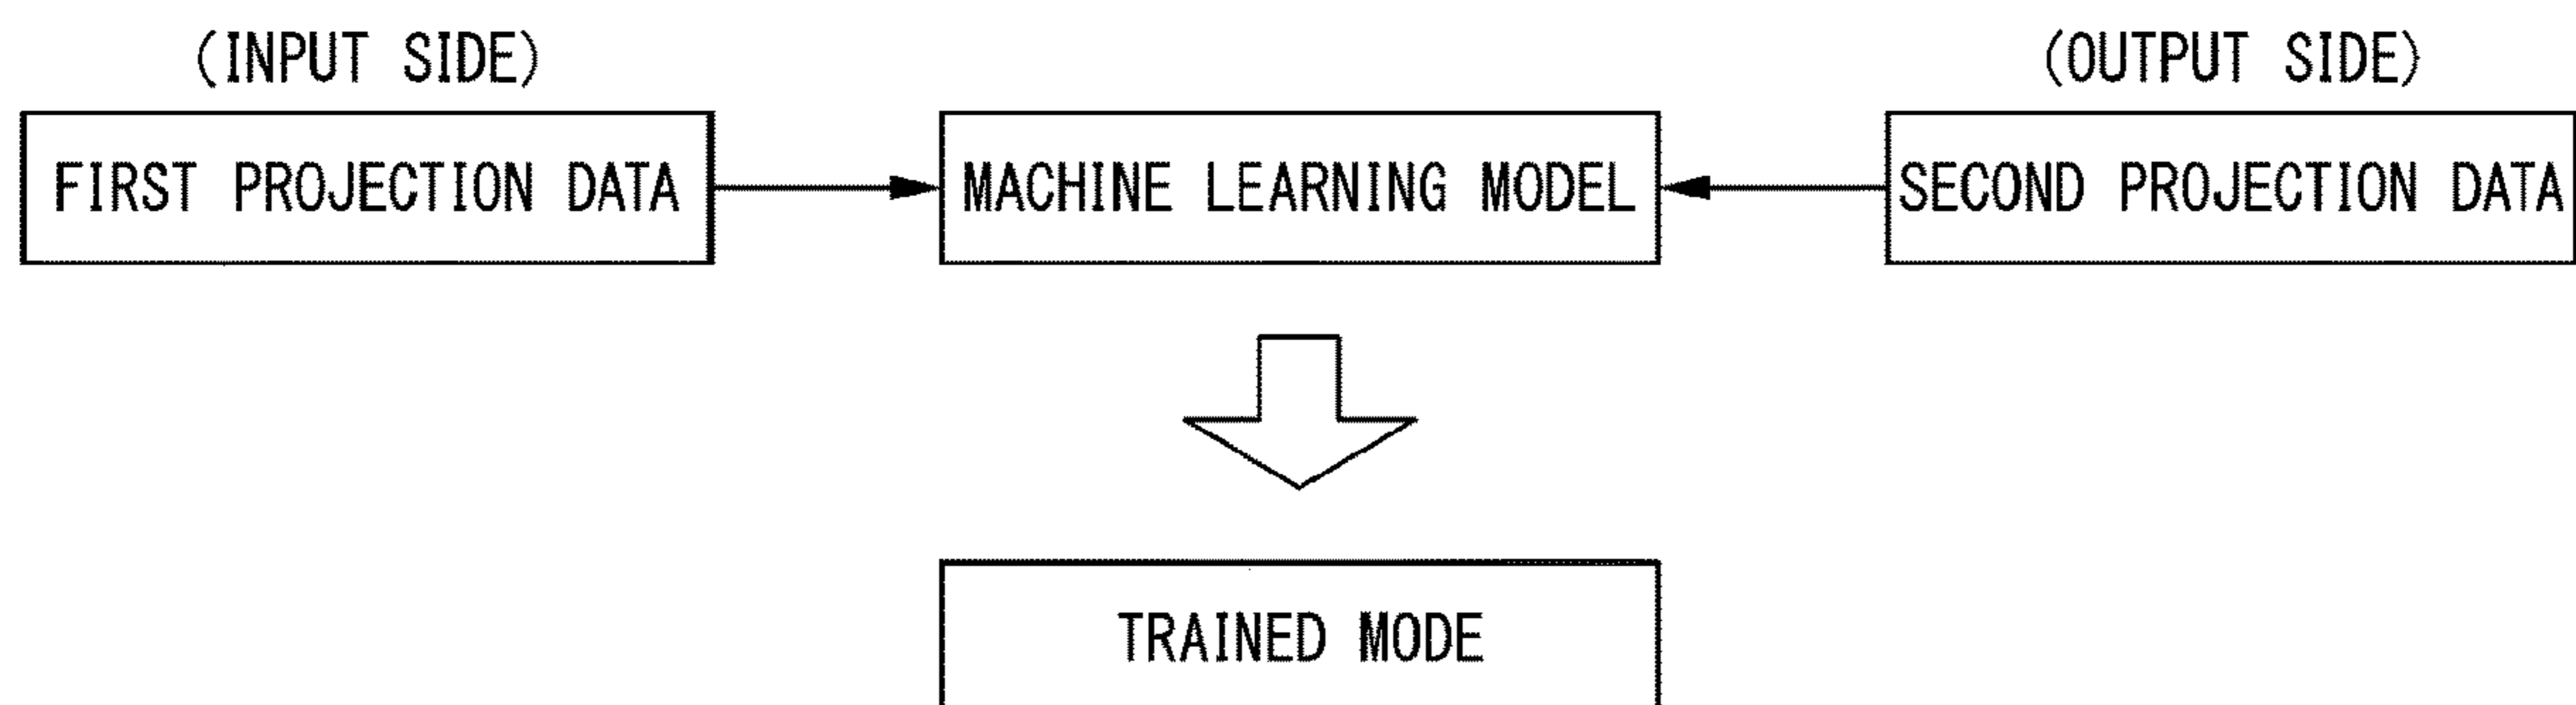 (INPUT SIDE)
(OUTPUT SIDE)
FIRST PROJECTION DATA
MACHINE LEARNING MODEL
SECOND PROJECTION DATA
TRAINED MODE